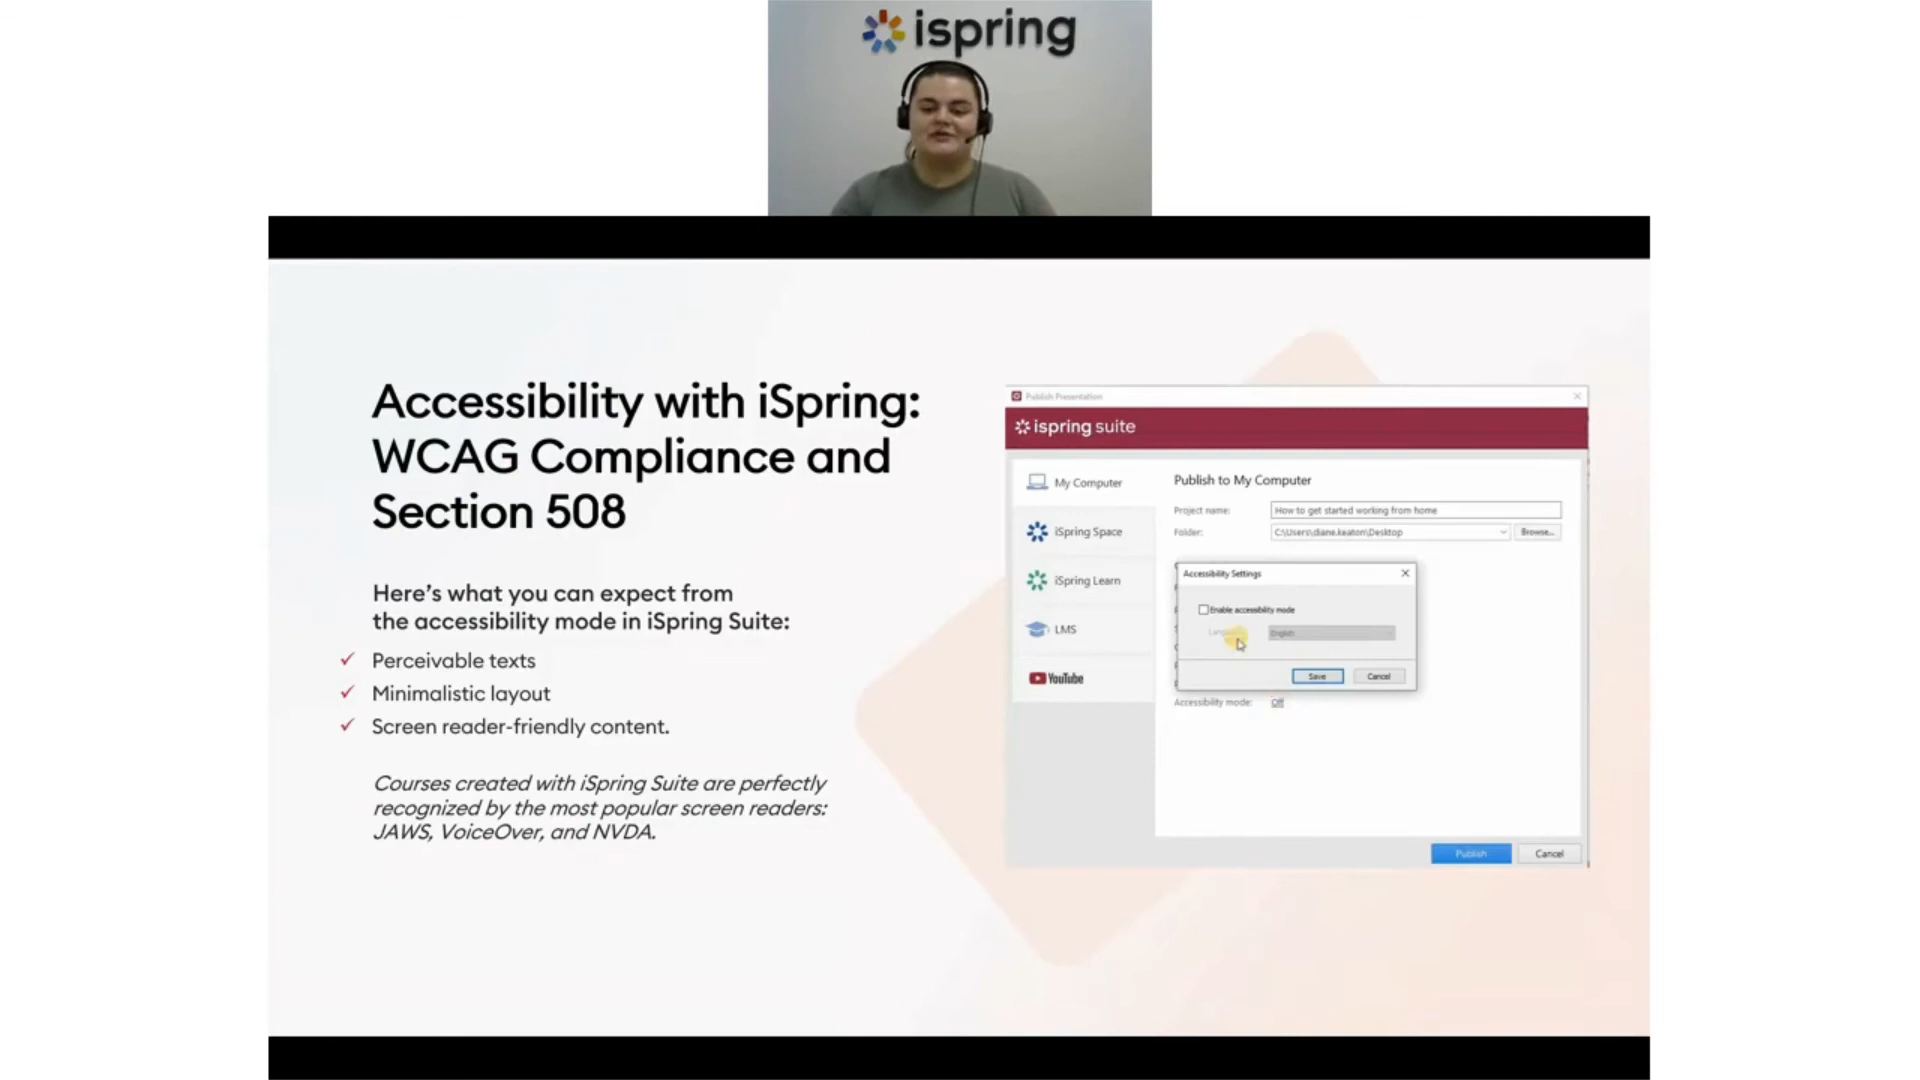 ispring
Accessibility with iSpring:
WCAG Compliance and
Section 508
Here's what you can expect from
the accessibility mode in iSpring Suite:
Perceivable texts
Minimalistic layout
Screen reader-friendly content.
Courses created with iSpring Suite are perfectly
recognized by the most popular screen readers:
JAWS, VoiceOver, and NVDA.
Publish Presentation
ispring suite
My Computer
iSpring Space
iSpring Learn
LMS
YouTube
Publish to My Computer
Project name: How to get started working from home
Folder: C:\Users\diane.keaton\Desktop Browse...
Accessibility Settings
Enable accessibility mode
English
Save Cancel
Accessibility mode: Off
Publish Cancel